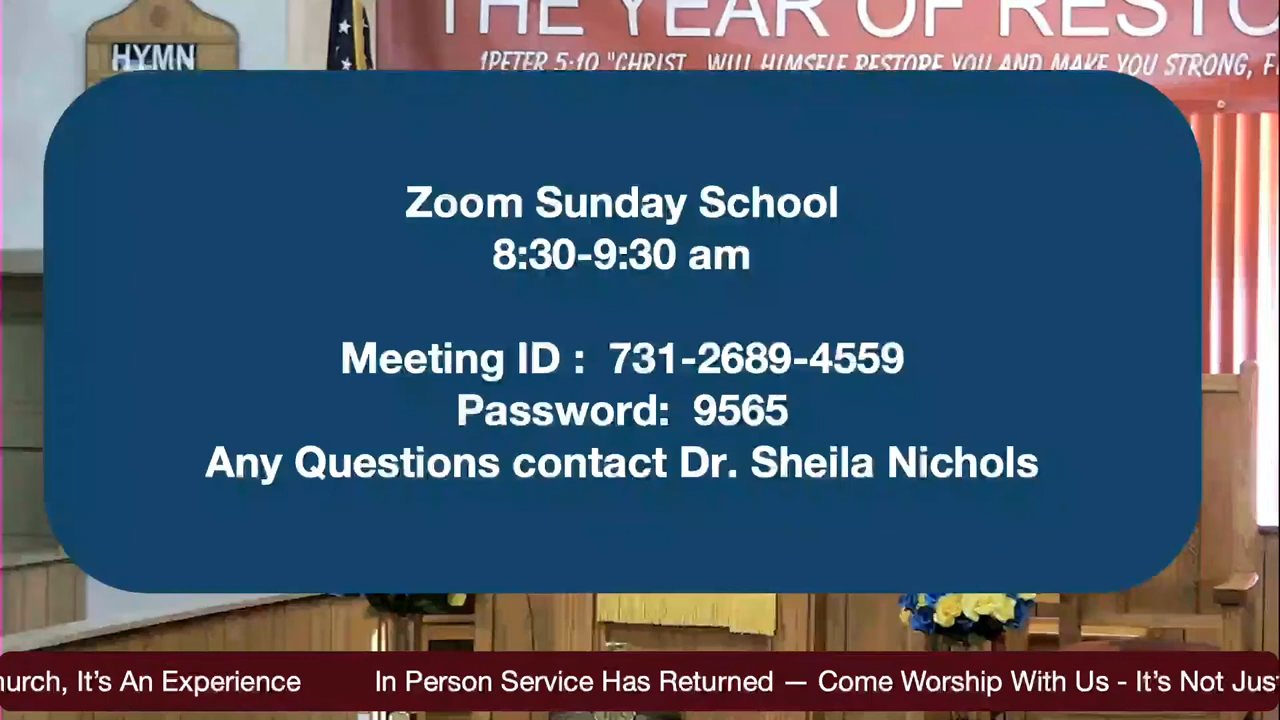 THE YEAR OF RESTO
HYMN
1PETER 5:10 "CHRIST WILL HIMSELF RESTORE YOU AND MAKE YOU STRONG, F
Zoom Sunday School
8:30-9:30 am
Meeting ID : 731-2689-4559
Password: 9565
Any Questions contact Dr. Sheila Nichols
hurch, It’s An Experience In Person Service Has Returned — Come Worship With Us - It’s Not Jus